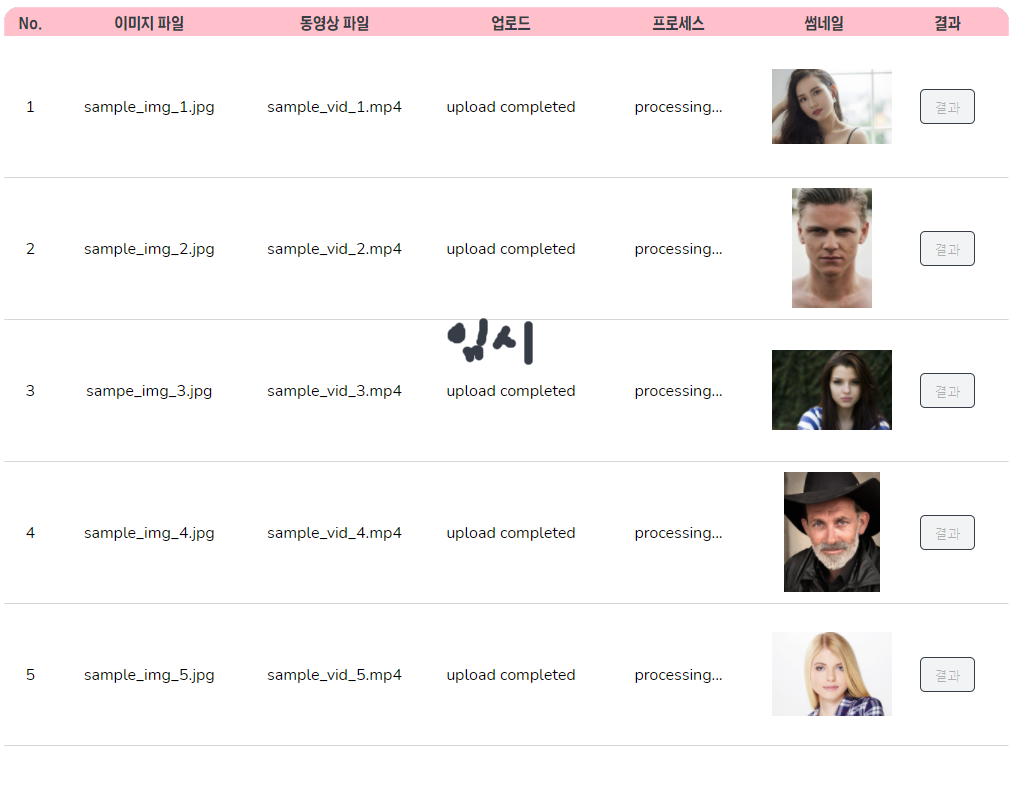 No. 이미지 파일 동영상 파일 업로드 프로세스 썸네일 결과
1 sample_img_1.jpg sample_vid_1.mp4 upload completed processing... 결과
2 sample_img_2.jpg sample_vid_2.mp4 upload completed processing... 결과
임시
3 sampe_img_3.jpg sample_vid_3.mp4 upload completed processing... 결과
4 sample_img_4.jpg sample_vid_4.mp4 upload completed processing... 결과
5 sample_img_5.jpg sample_vid_5.mp4 upload completed processing... 결과